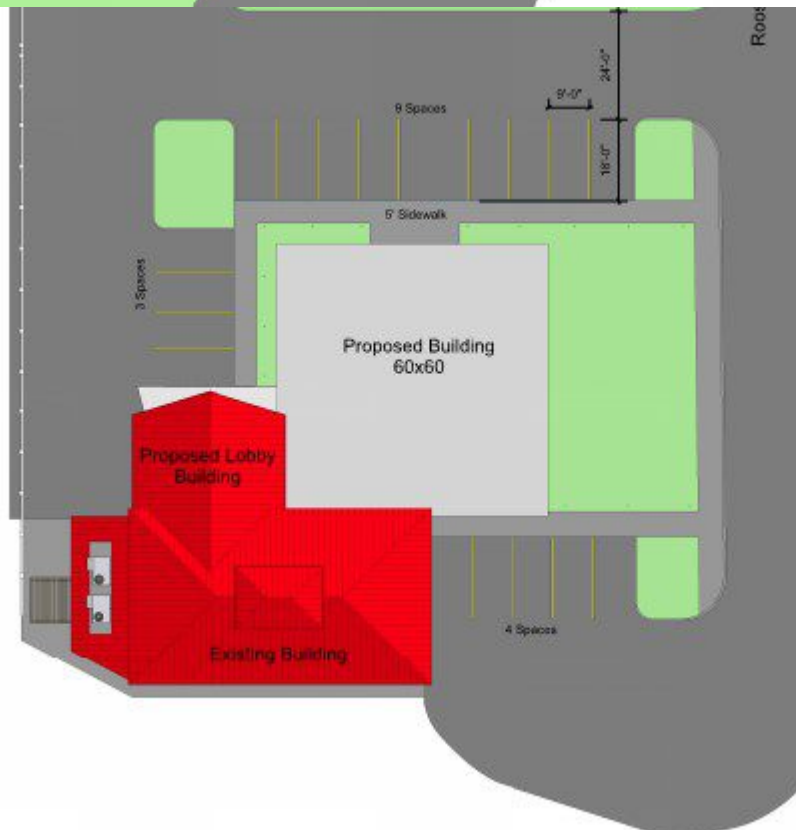 Roos
24'-0"
9'-0"
9 Spaces
18'-0"
5' Sidewalk
3 Spaces
Proposed Building
60x60
Proposed Lobby
Building
4 Spaces
Existing Building